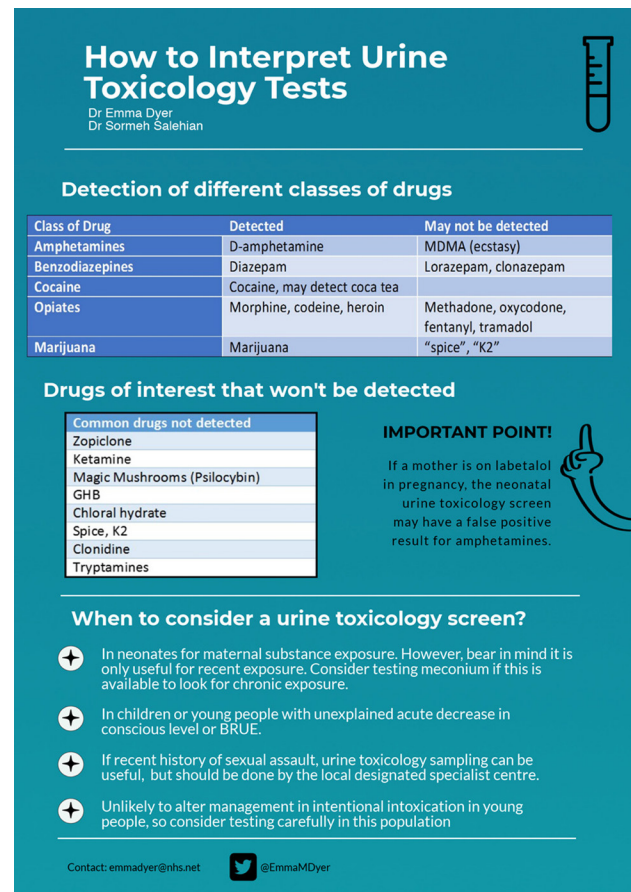 How to Interpret Urine
Toxicology Tests
Dr Emma Dyer
Dr Sormeh Salehian
Detection of different classes of drugs
Class of Drug Detected May not be detected
Amphetamines D-amphetamine MDMA (ecstasy)
Benzodiazepines Diazepam Lorazepam, clonazepam
Cocaine Cocaine, may detect coca tea
Opiates Morphine, codeine, heroin Methadone, oxycodone,
fentanyl, tramadol
Marijuana Marijuana “spice”, “K2”
Drugs of interest that won't be detected
Common drugs not detected
Zopiclone
Ketamine
Magic Mushrooms (Psilocybin)
GHB
Chloral hydrate
Spice, K2
Clonidine
Tryptamines
IMPORTANT POINT!
If a mother is on labetalol
in pregnancy, the neonatal
urine toxicology screen
may have a false positive
result for amphetamines.
When to consider a urine toxicology screen?
In neonates for maternal substance exposure. However, bear in mind it is
only useful for recent exposure. Consider testing meconium if this is
available to look for chronic exposure.
In children or young people with unexplained acute decrease in
conscious level or BRUE.
If recent history of sexual assault, urine toxicology sampling can be
useful, but should be done by the local designated specialist centre.
Unlikely to alter management in intentional intoxication in young
people, so consider testing carefully in this population
Contact: emmadyer@nhs.net @EmmaMDyer